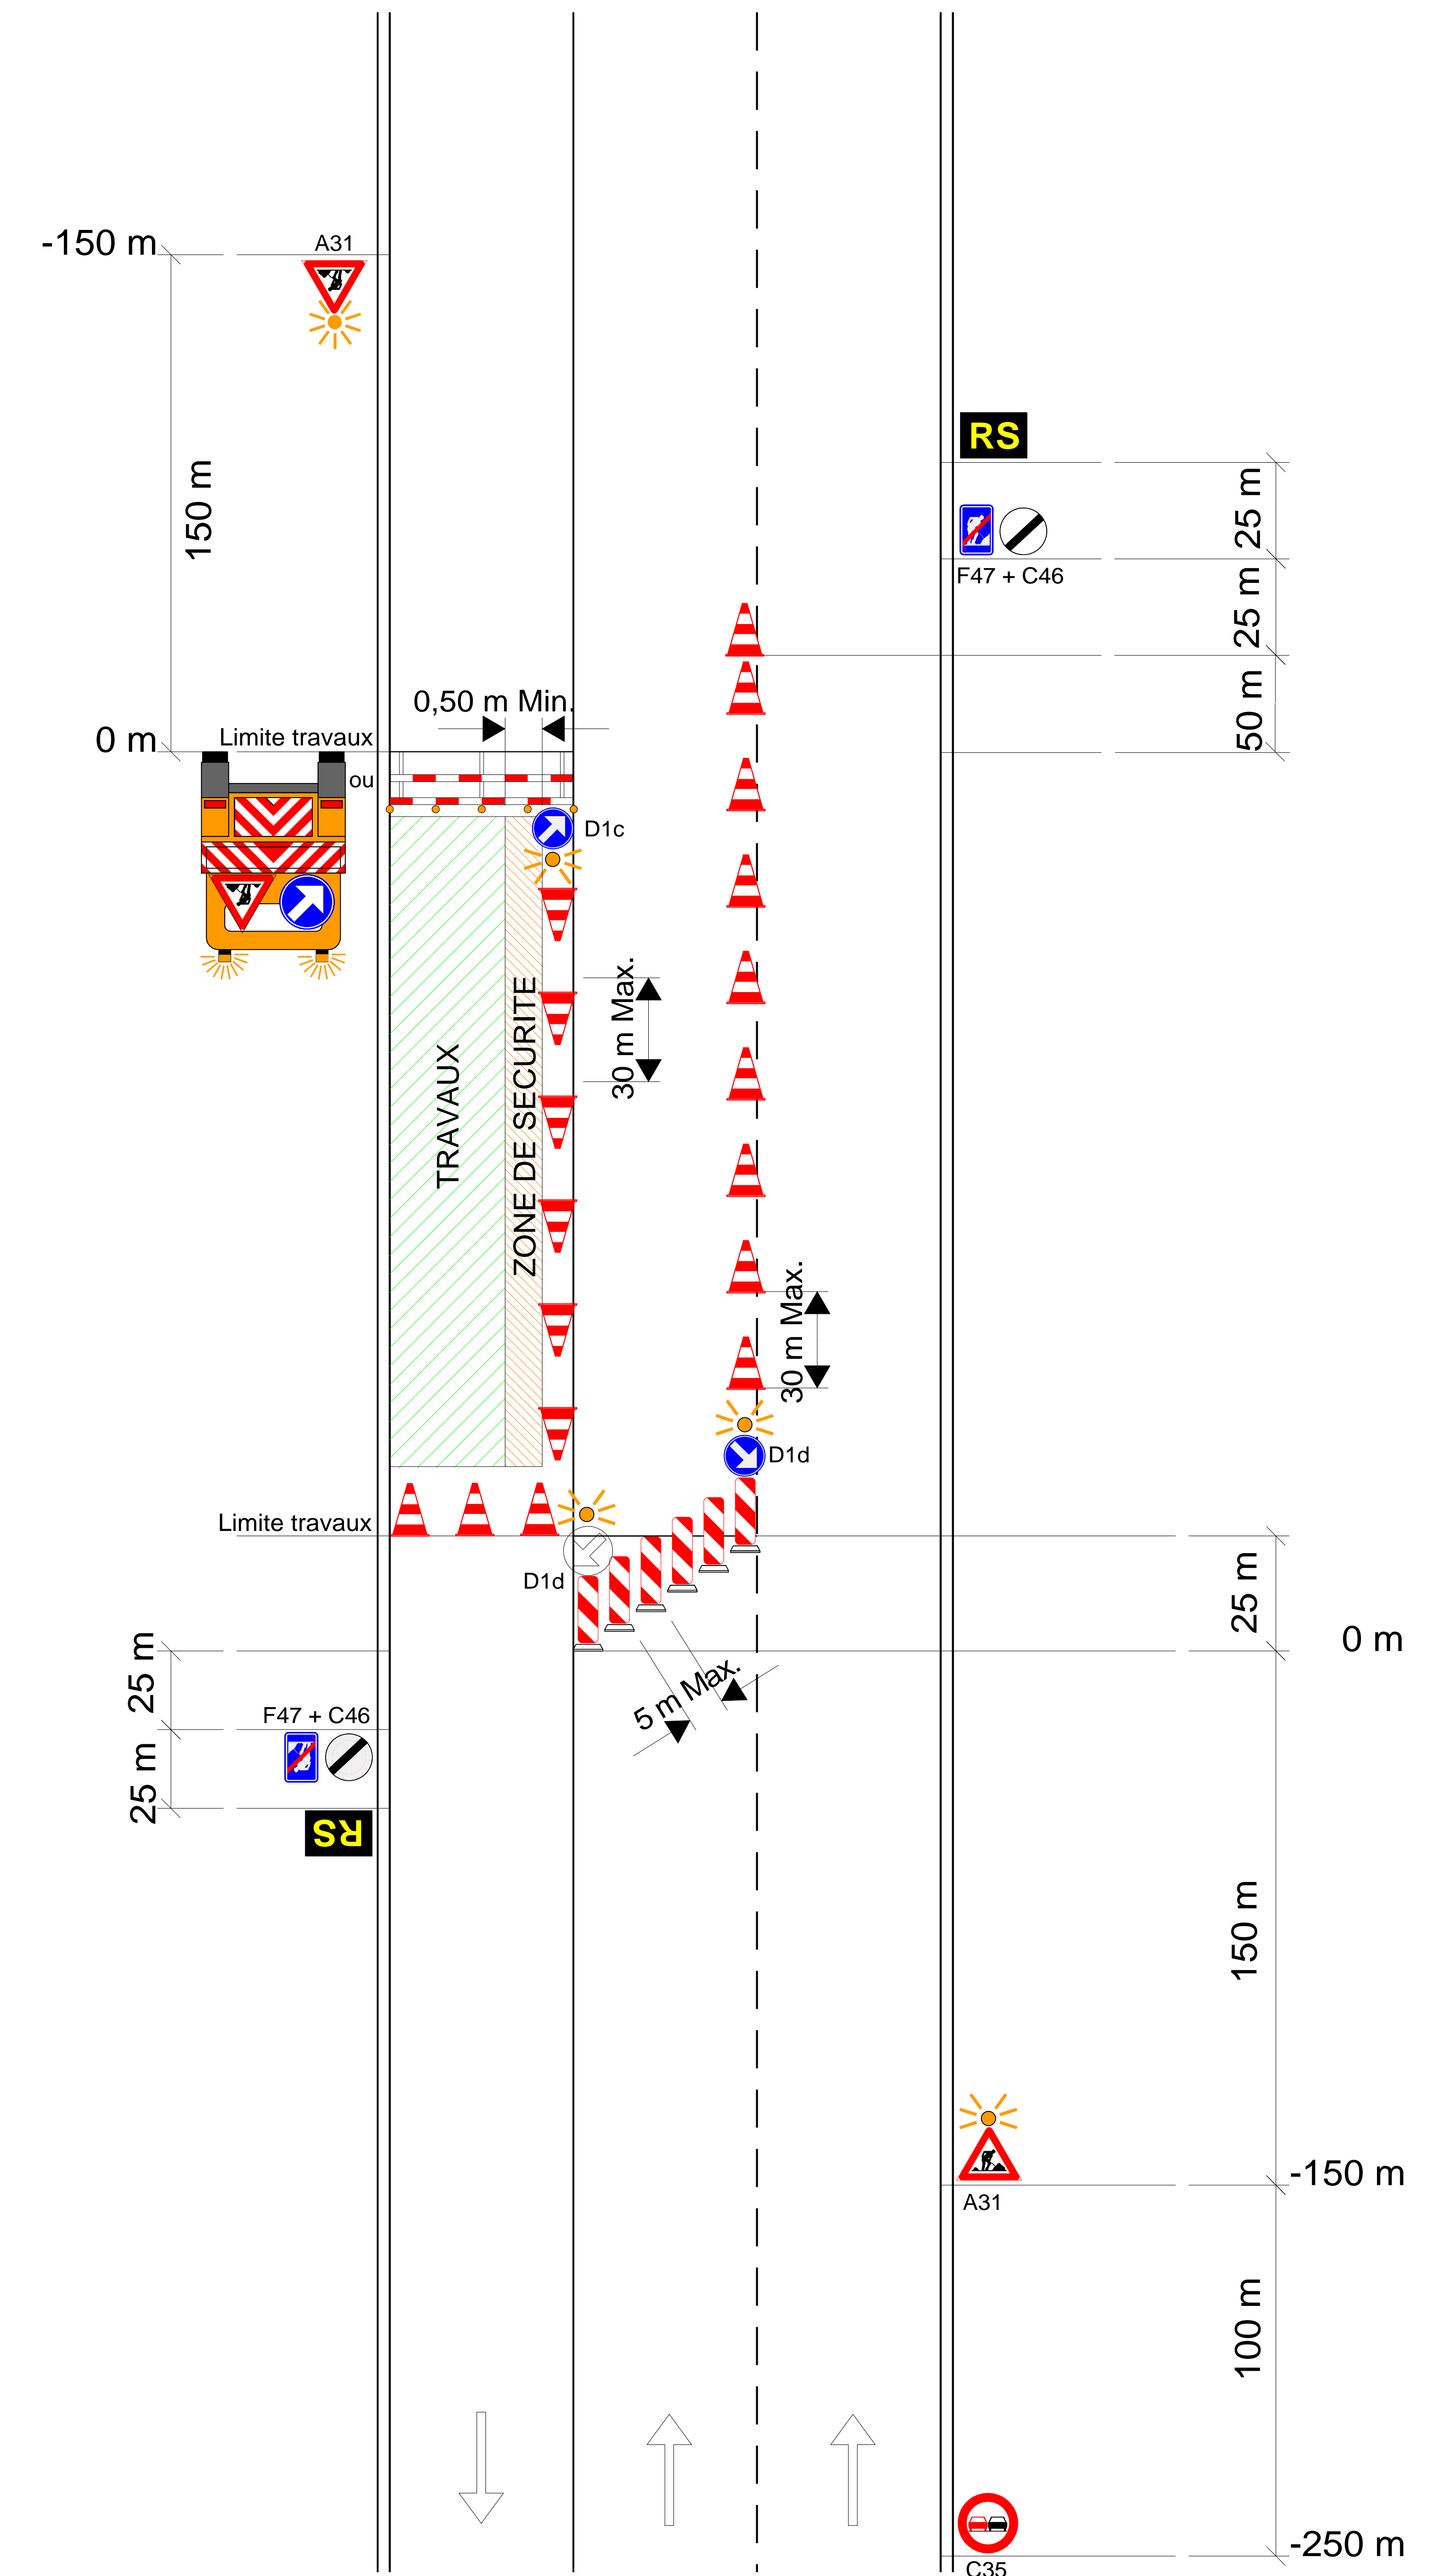 -150 m
A31
150 m
RS
25 m
F47 + C46
25 m
50 m
0,50 m Min.
0 m
Limite travaux
ou
D1c
30 m Max.
TRAVAUX
ZONE DE SECURITE
30 m Max.
D1d
Limite travaux
D1d
25 m
0 m
25 m
5 m Max.
F47 + C46
25 m
RS
150 m
-150 m
A31
100 m
-250 m
C35